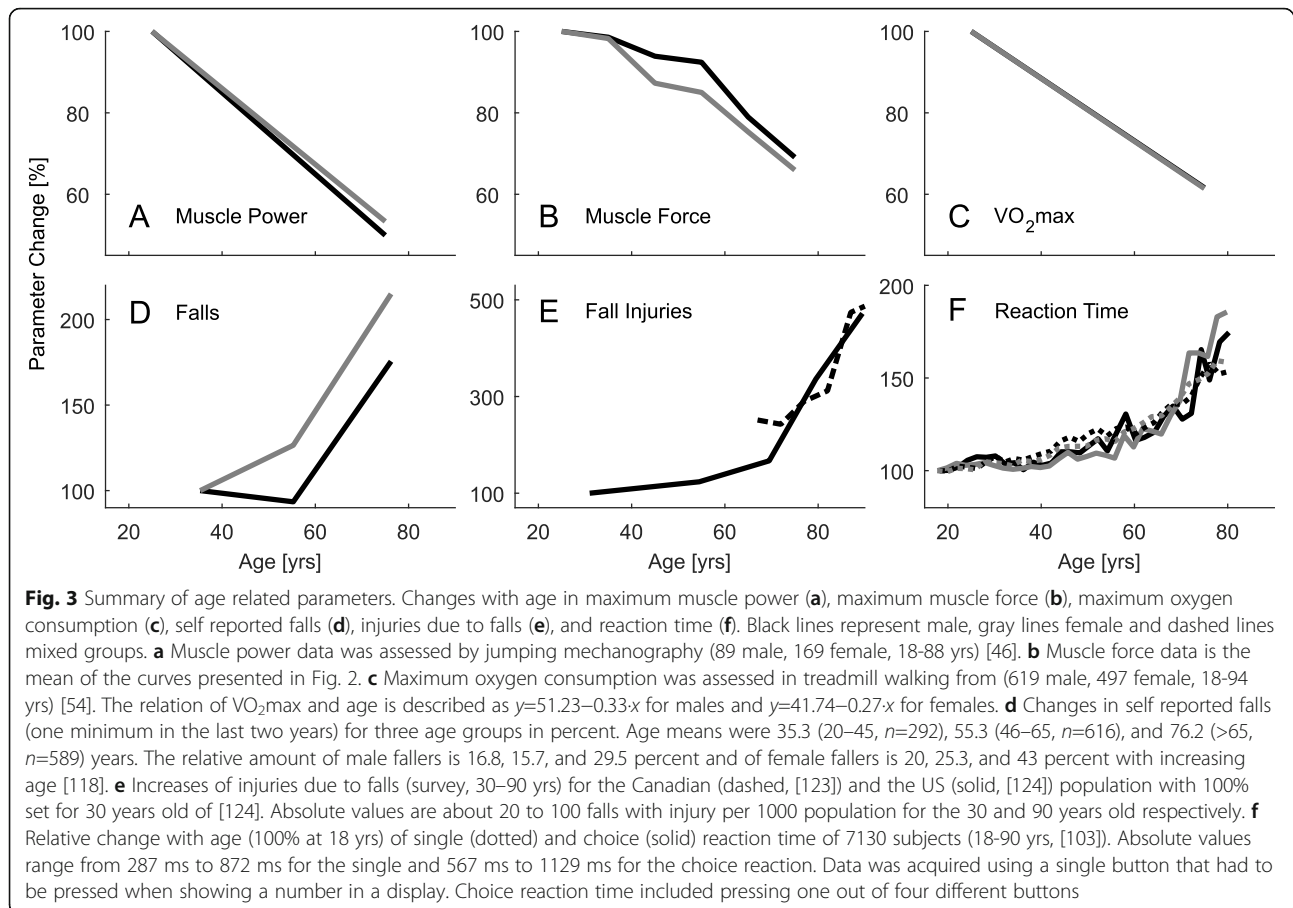 100
80
60
A Muscle Power
100
80
60
B Muscle Force
100
80
60
C VO2max
Parameter Change [%]
200
150
100
D Falls
20 40 60 80
Age [yrs]
500
300
100
E Fall Injuries
20 40 60 80
Age [yrs]
200
150
100
F Reaction Time
20 40 60 80
Age [yrs]
Fig. 3 Summary of age related parameters. Changes with age in maximum muscle power (a), maximum muscle force (b), maximum oxygen
consumption (c), self reported falls (d), injuries due to falls (e), and reaction time (f). Black lines represent male, gray lines female and dashed lines
mixed groups. a Muscle power data was assessed by jumping mechanography (89 male, 169 female, 18-88 yrs) [46]. b Muscle force data is the
mean of the curves presented in Fig. 2. c Maximum oxygen consumption was assessed in treadmill walking from (619 male, 497 female, 18-94
yrs) [54]. The relation of VO2max and age is described as y=51.23–0.33·x for males and y=41.74–0.27·x for females. d Changes in self reported falls
(one minimum in the last two years) for three age groups in percent. Age means were 35.3 (20–45, n=292), 55.3 (46–65, n=616), and 76.2 (>65,
n=589) years. The relative amount of male fallers is 16.8, 15.7, and 29.5 percent and of female fallers is 20, 25.3, and 43 percent with increasing
age [118]. e Increases of injuries due to falls (survey, 30–90 yrs) for the Canadian (dashed, [123]) and the US (solid, [124]) population with 100%
set for 30 years old of [124]. Absolute values are about 20 to 100 falls with injury per 1000 population for the 30 and 90 years old respectively. f
Relative change with age (100% at 18 yrs) of single (dotted) and choice (solid) reaction time of 7130 subjects (18-90 yrs, [103]). Absolute values
range from 287 ms to 872 ms for the single and 567 ms to 1129 ms for the choice reaction. Data was acquired using a single button that had to
be pressed when showing a number in a display. Choice reaction time included pressing one out of four different buttons